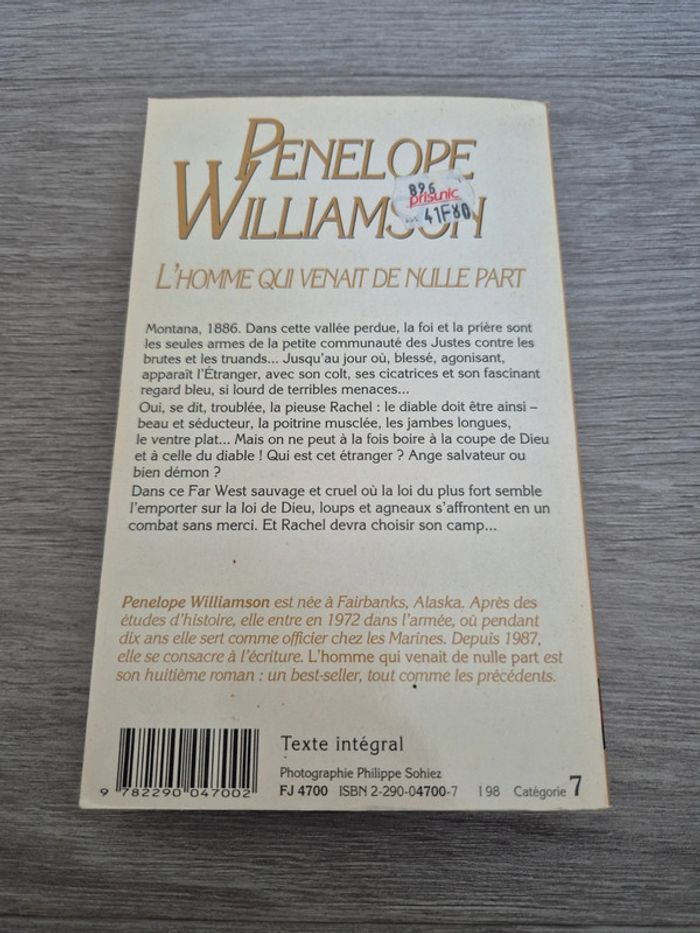 PENELOPE
WILLIAMSON
896
prisunic
41F80
L'HOMME QUI VENAIT DE NULLE PART
Montana, 1886. Dans cette vallée perdue, la foi et la prière sont
les seules armes de la petite communauté des Justes contre les
brutes et les truands... Jusqu'au jour où, blessé, agonisant,
apparaît l'Étranger, avec son colt, ses cicatrices et son fascinant
regard bleu, si lourd de terribles menaces...
Oui, se dit, troublée, la pieuse Rachel : le diable doit être ainsi –
beau et séducteur, la poitrine musclée, les jambes longues,
le ventre plat... Mais on ne peut à la fois boire à la coupe de Dieu
et à celle du diable ! Qui est cet étranger ? Ange salvateur ou
bien démon ?
Dans ce Far West sauvage et cruel où la loi du plus fort semble
l'emporter sur la loi de Dieu, loups et agneaux s'affrontent en un
combat sans merci. Et Rachel devra choisir son camp...
Penelope Williamson est née à Fairbanks, Alaska. Après des
études d'histoire, elle entre en 1972 dans l'armée, où pendant
dix ans elle sert comme officier chez les Marines. Depuis 1987,
elle se consacre à l'écriture. L'homme qui venait de nulle part est
son huitième roman : un best-seller, tout comme les précédents.
Texte intégral
Photographie Philippe Sohiez
FJ 4700 ISBN 2-290-04700-7 198 Catégorie 7
9 782290 047002